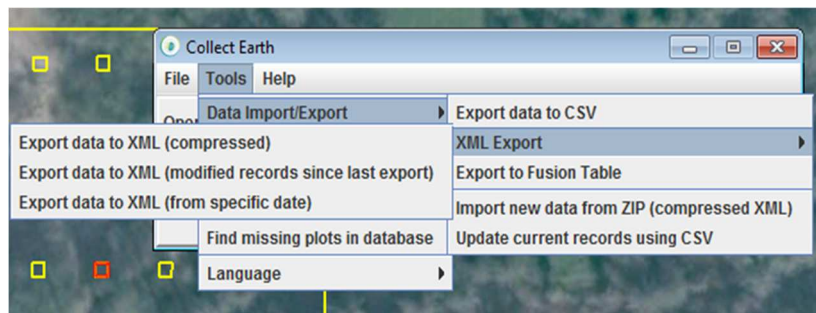 Collect Earth
File Tools Help
Data Import/Export
Export data to CSV
XML Export
Export to Fusion Table
Import new data from ZIP (compressed XML)
Update current records using CSV
Export data to XML (compressed)
Export data to XML (modified records since last export)
Export data to XML (from specific date)
Find missing plots in database
Language